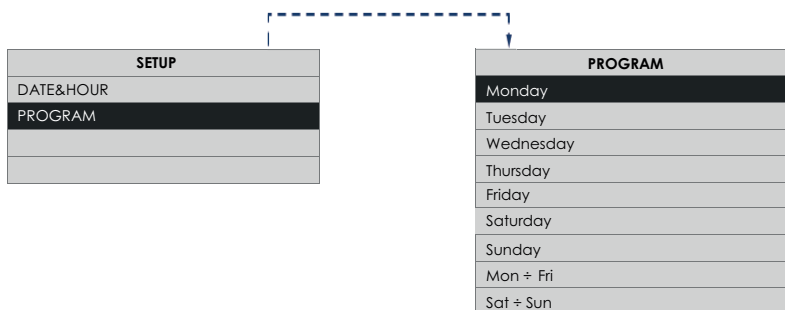 SETUP
DATE&HOUR
PROGRAM
PROGRAM
Monday
Tuesday
Wednesday
Thursday
Friday
Saturday
Sunday
Mon ÷ Fri
Sat ÷ Sun